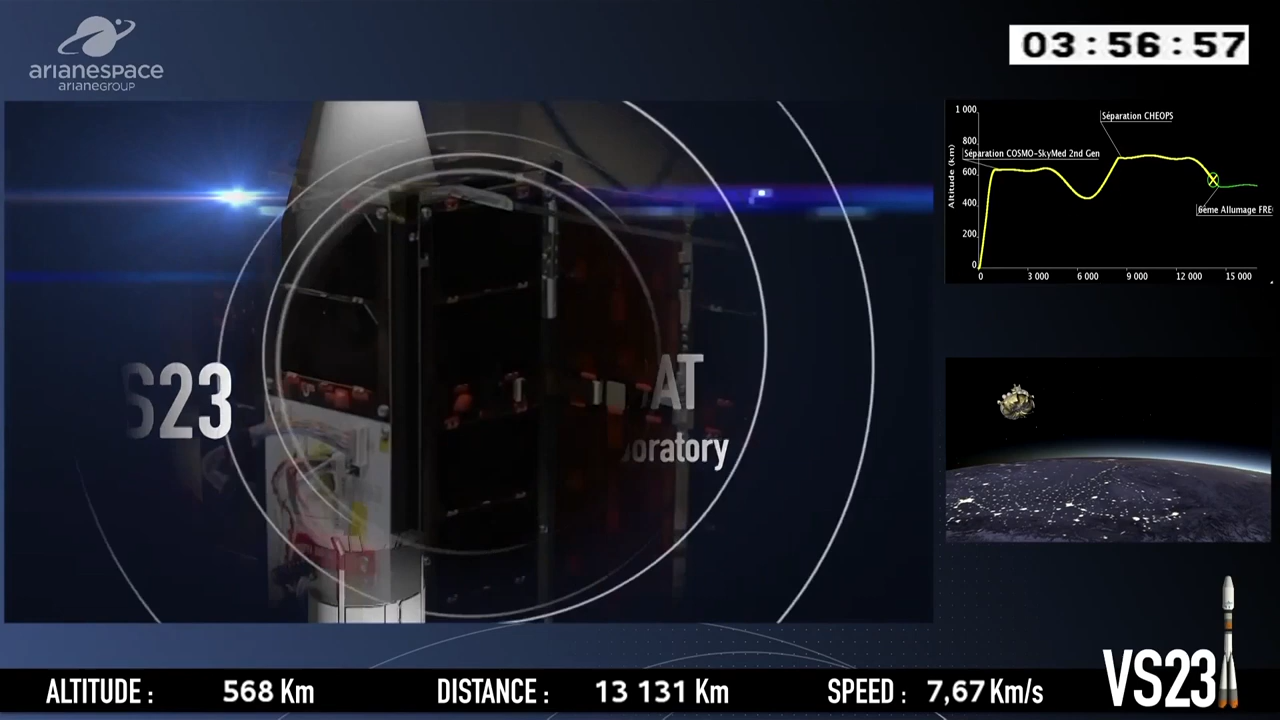 arianespace
arianegroup
03:56:57
1 000
Séparation CHEOPS
800
Séparation COSMO-SkyMed 2nd Gen
Altitude (km)
600
400
6ème Allumage FRE
200
0
0 3 000 6 000 9 000 12 000 15 000
S23
AT
oratory
VS23
ALTITUDE : 568 Km DISTANCE : 13 131 Km SPEED : 7,67 Km/s